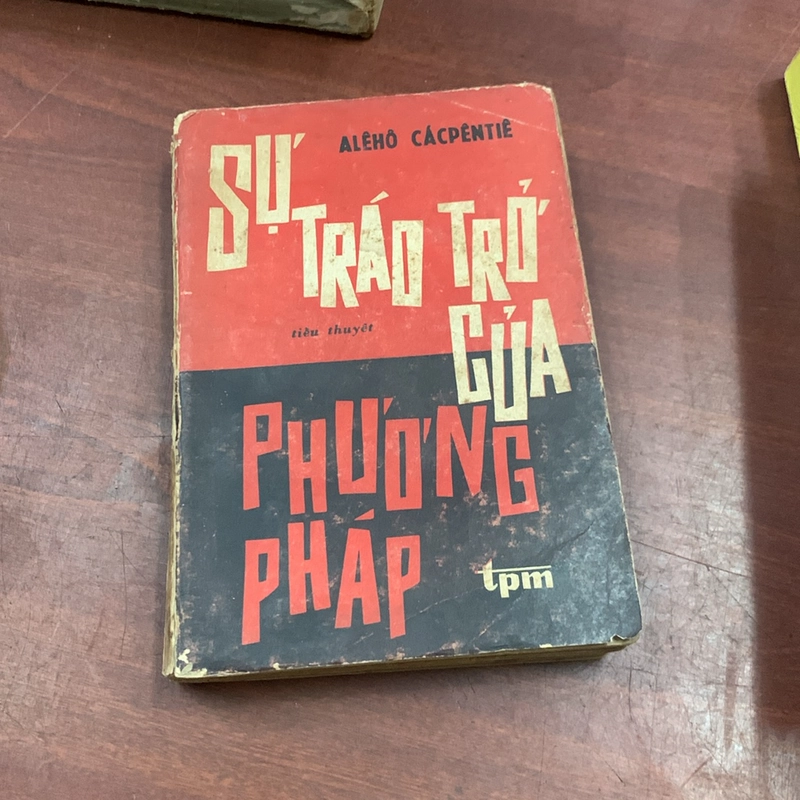 ALÊHÔ CÁCPÊNTIÊ
SỰ
TRÁO TRỞ
tiểu thuyết
CỦA
PHƯƠNG
PHÁP
tpm